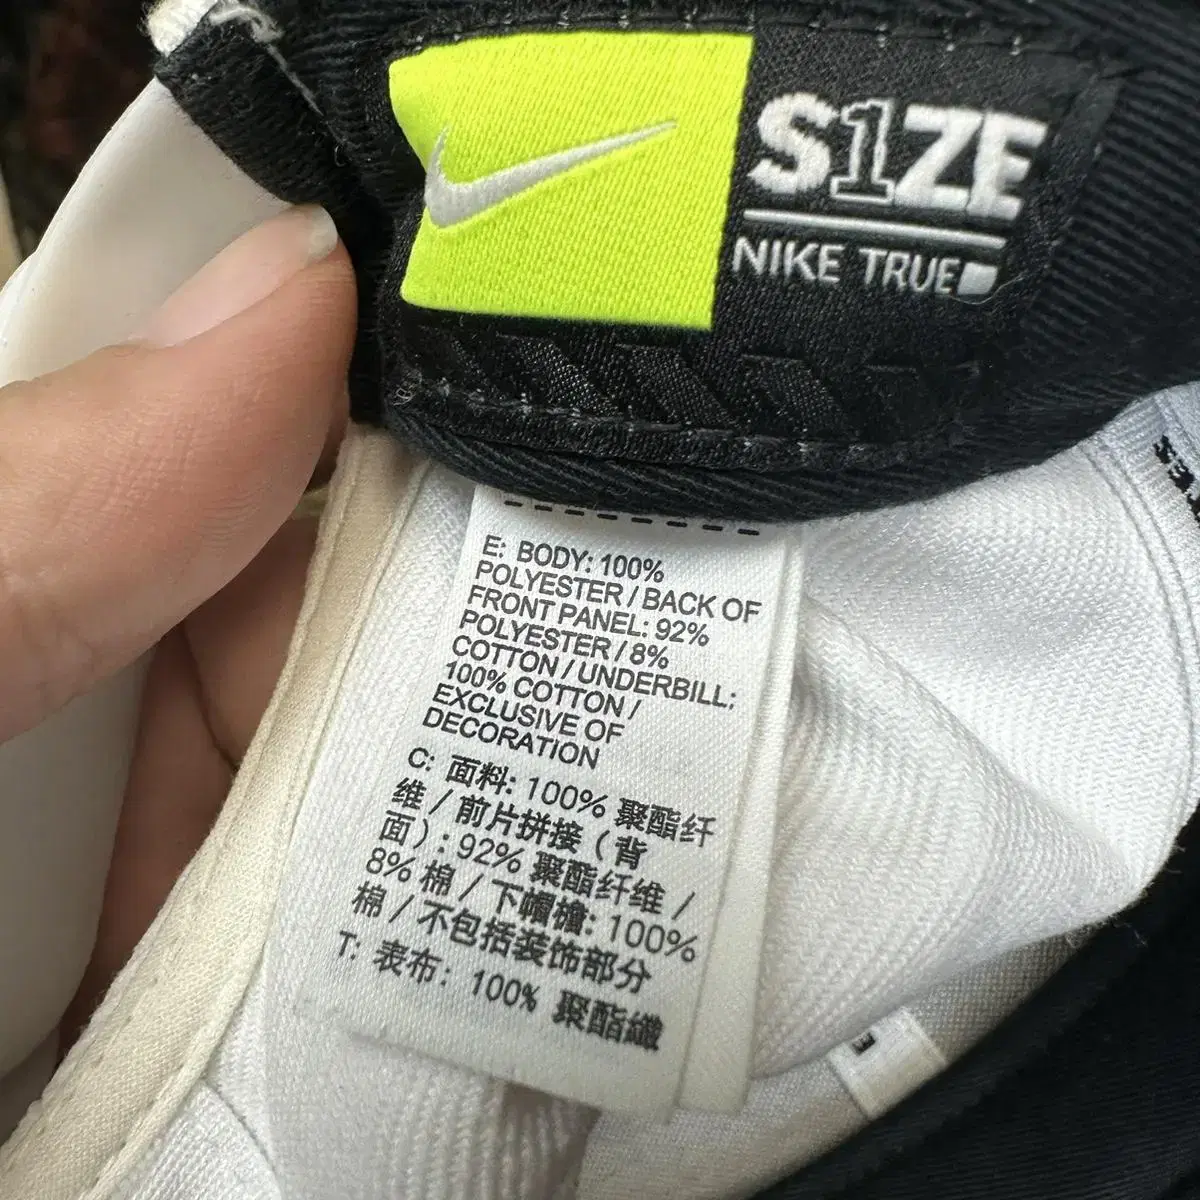 S1ZE
NIKE TRUE
E: BODY: 100%
POLYESTER / BACK OF
FRONT PANEL: 92%
POLYESTER / 8%
COTTON / UNDERBILL:
100% COTTON /
EXCLUSIVE OF
DECORATION
C: 面料: 100% 聚酯纤
维 / 前片拼接 ( 背
面 ) : 92% 聚酯纤维 /
8% 棉 / 下帽檐: 100%
棉 / 不包括装饰部分
T: 表布: 100% 聚酯纖